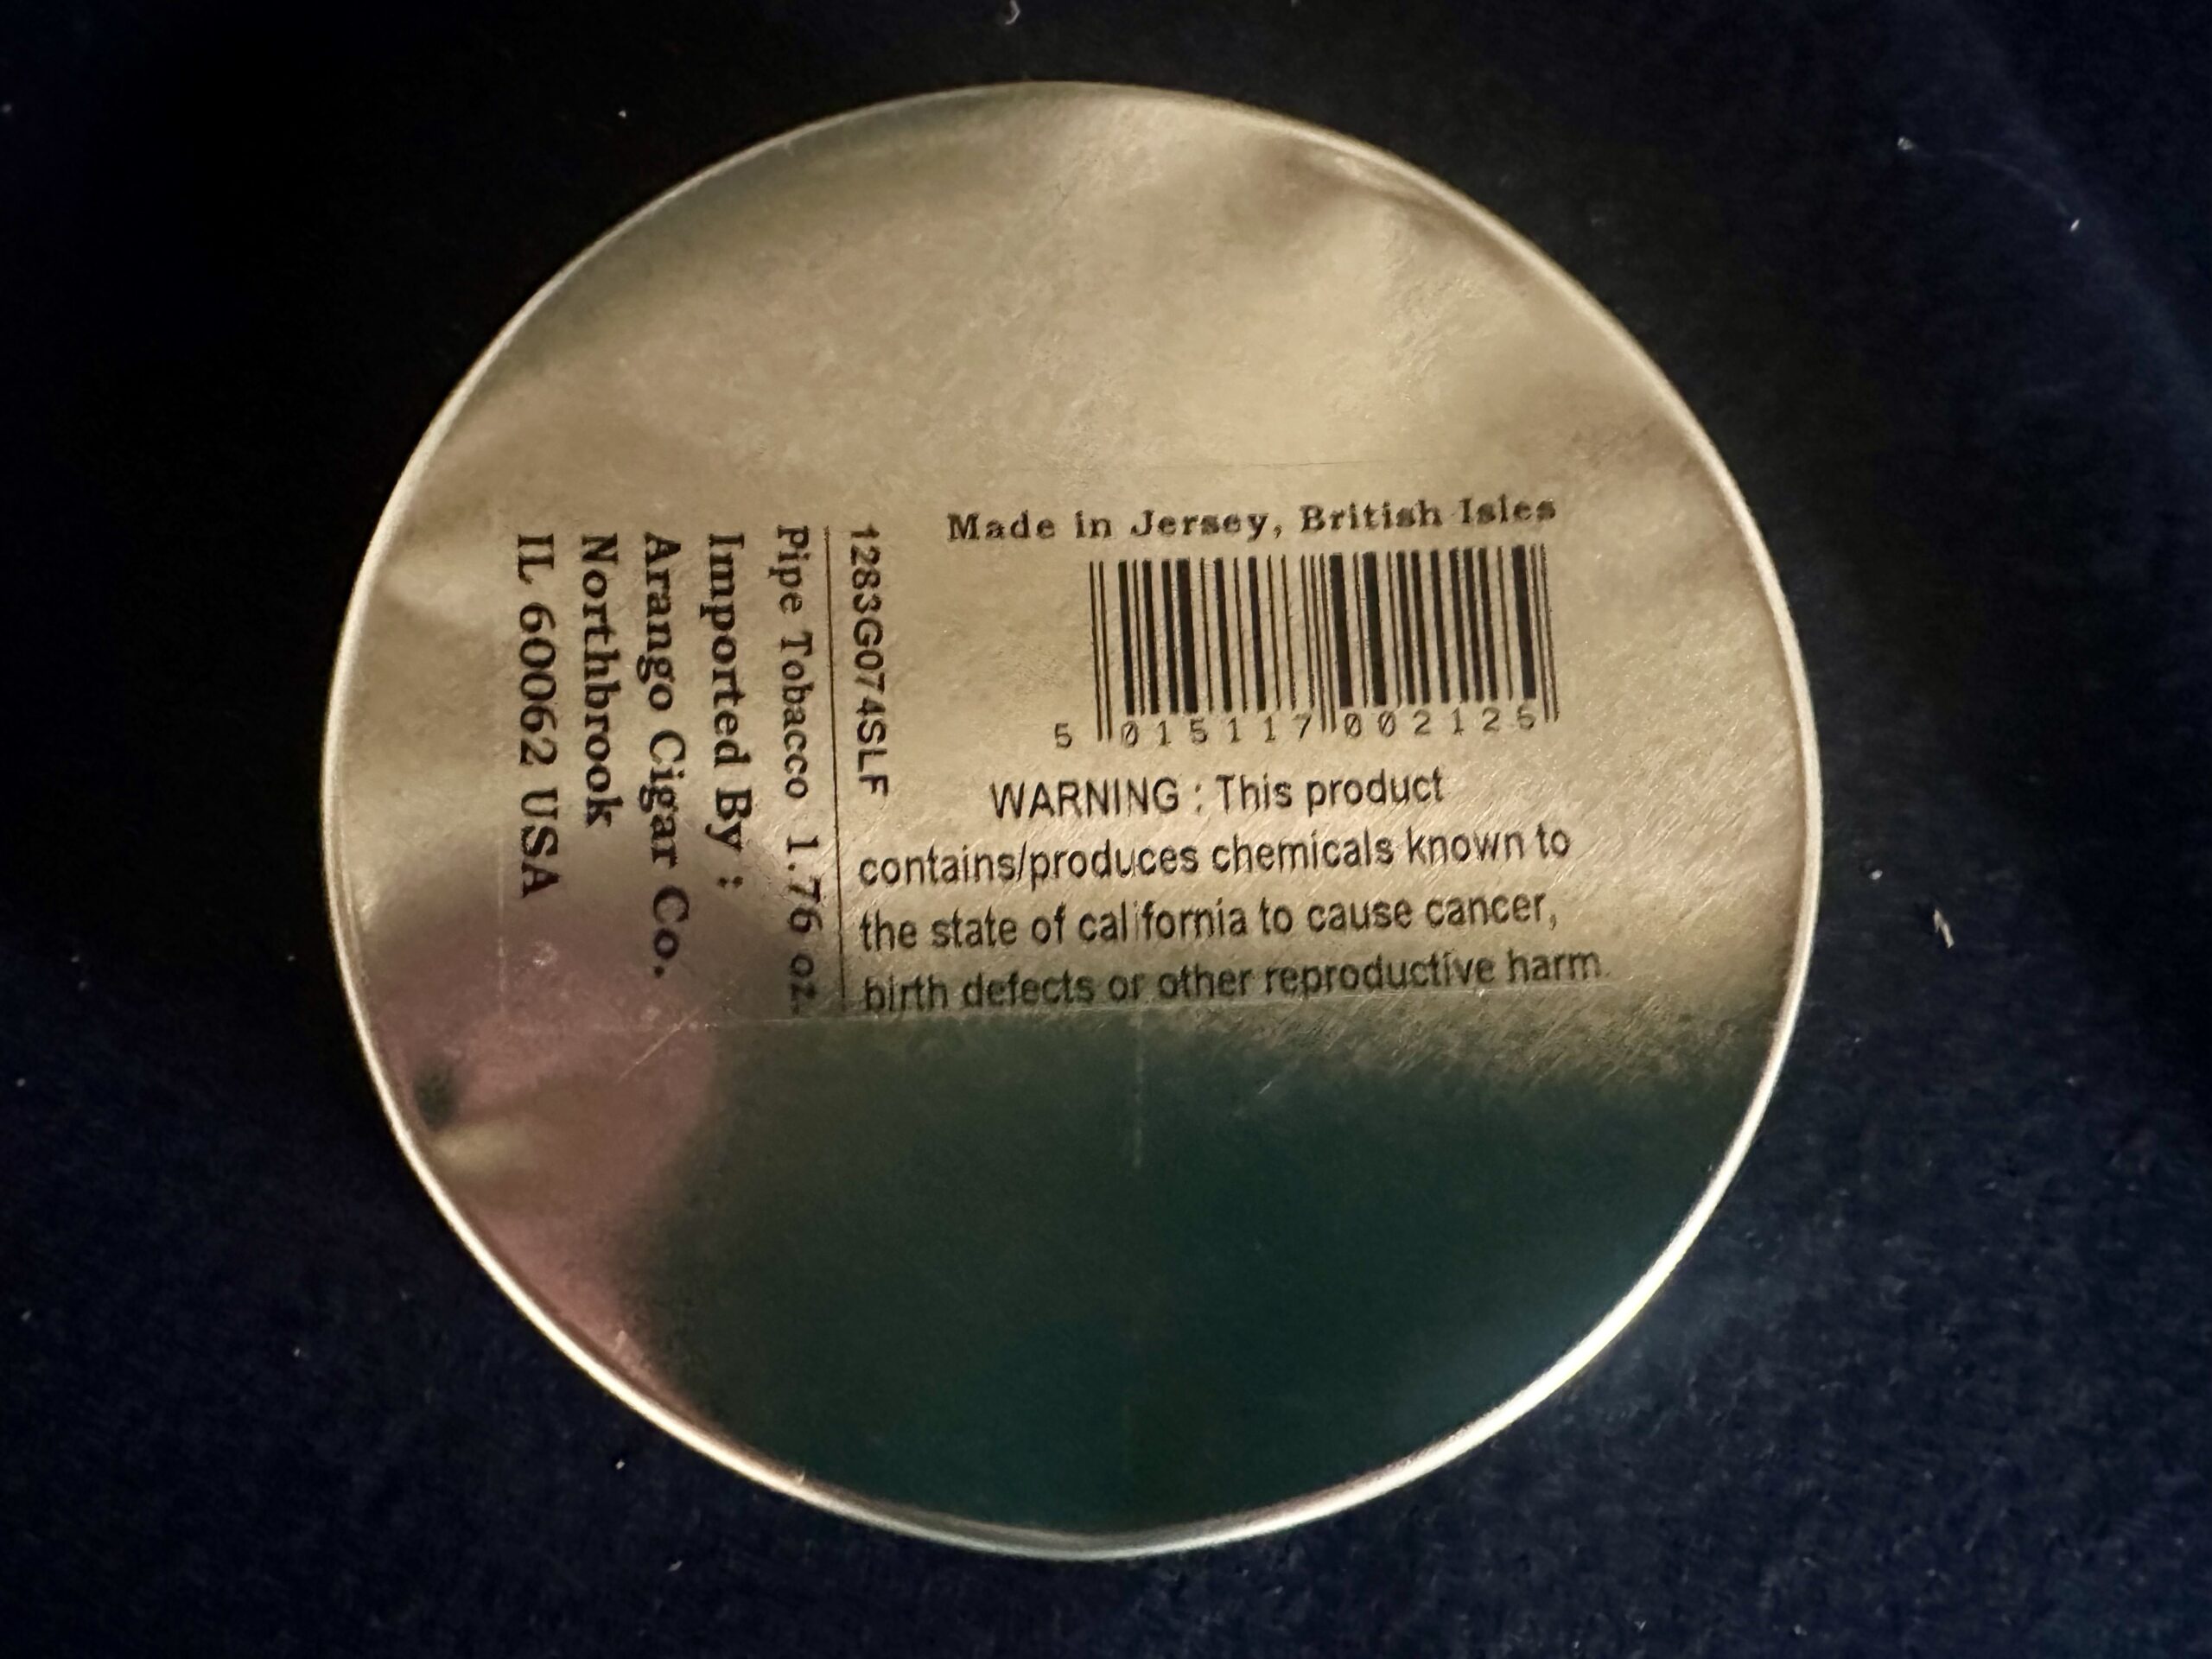 Made in Jersey, British Isles
5 015117 002126
WARNING : This product
contains/produces chemicals known to
the state of california to cause cancer,
birth defects or other reproductive harm.
1283G074SLF
Pipe Tobacco 1.76 oz.
Imported By :
Arango Cigar Co.
Northbrook
IL 60062 USA